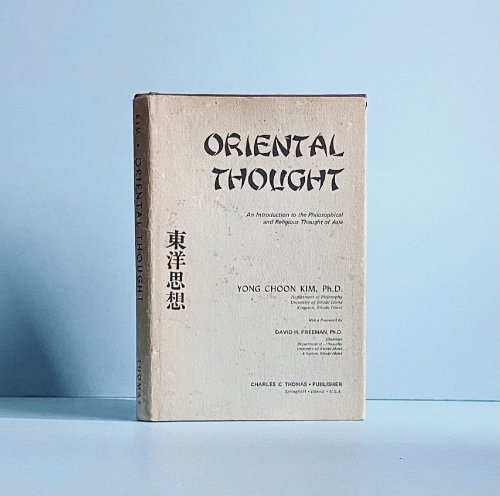 KIM • ORIENTAL THOUGHT
THOMAS
ORIENTAL
THOUGHT
An Introduction to the Philosophical
and Religious Thought of Asia
東洋思想
YONG CHOON KIM, Ph.D.
Department of Philosophy
University of Rhode Island
Kingston, Rhode Island
With a Foreword by
DAVID H. FREEMAN, Ph.D.
Chairman
Department of Philosophy
University of Rhode Island
Kingston, Rhode Island
CHARLES C THOMAS • PUBLISHER
Springfield • Illinois • U.S.A.